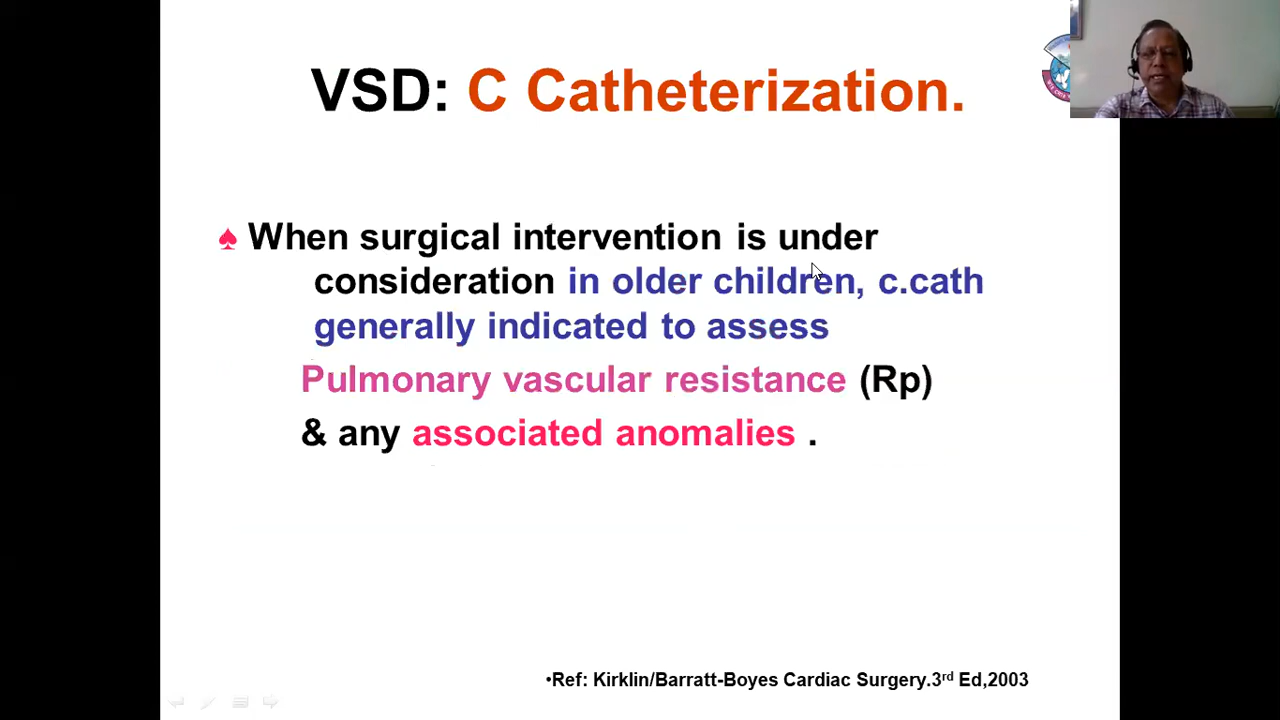 VSD: C Catheterization.
♠ When surgical intervention is under
consideration in older children, c.cath
generally indicated to assess
Pulmonary vascular resistance (Rp)
& any associated anomalies .
•Ref: Kirklin/Barratt-Boyes Cardiac Surgery.3rd Ed,2003